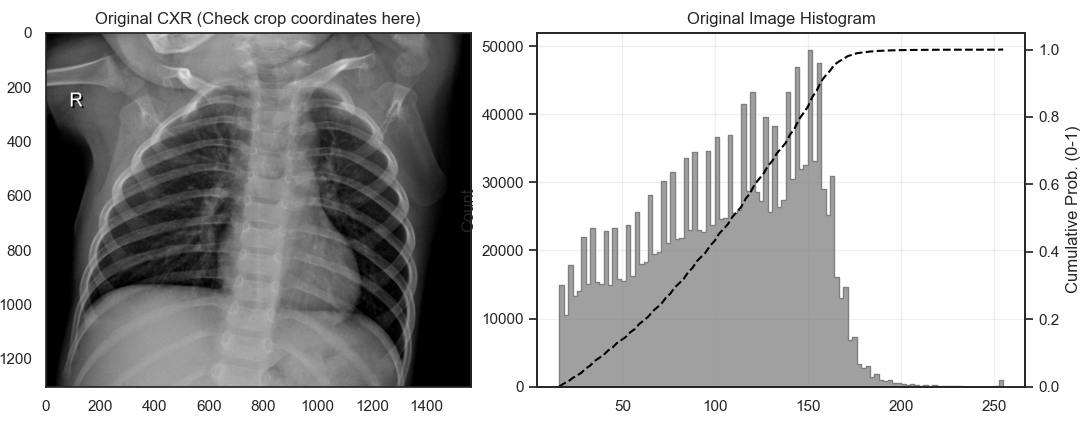 Original CXR (Check crop coordinates here)
0
200
400
600
800
1000
1200
0 200 400 600 800 1000 1200 1400
R
Original Image Histogram
Count
50000
40000
30000
20000
10000
0
50 100 150 200 250
1.0
0.8
0.6
0.4
0.2
0.0
Cumulative Prob. (0-1)